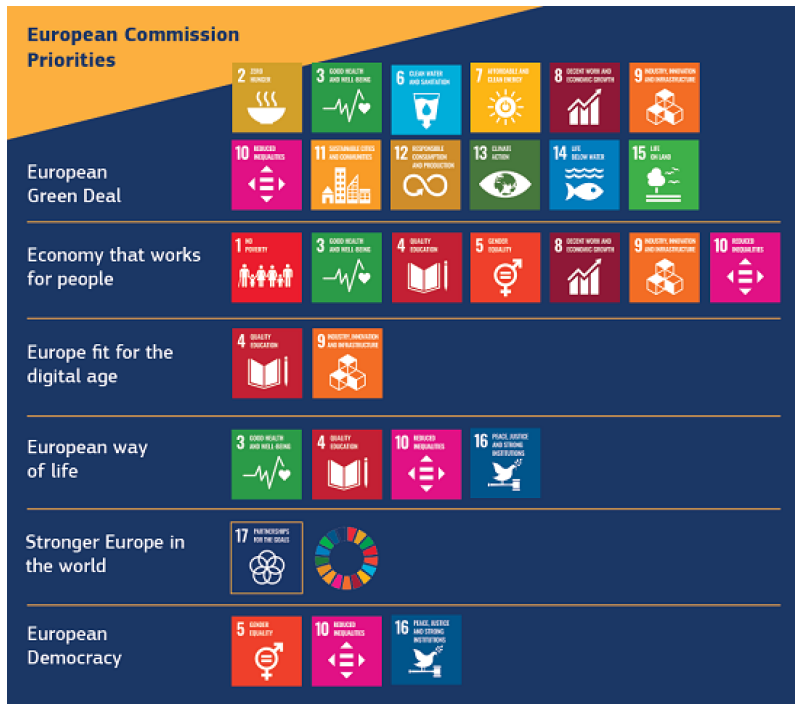 European Commission
Priorities
2 ZERO
HUNGER
3 GOOD HEALTH
AND WELL-BEING
6 CLEAN WATER
AND SANITATION
7 AFFORDABLE AND
CLEAN ENERGY
8 DECENT WORK AND
ECONOMIC GROWTH
9 INDUSTRY, INNOVATION
AND INFRASTRUCTURE
European
Green Deal
10 REDUCED
INEQUALITIES
11 SUSTAINABLE CITIES
AND COMMUNITIES
12 RESPONSIBLE
CONSUMPTION
AND PRODUCTION
13 CLIMATE
ACTION
14 LIFE
BELOW WATER
15 LIFE
ON LAND
Economy that works
for people
1 NO
POVERTY
3 GOOD HEALTH
AND WELL-BEING
4 QUALITY
EDUCATION
5 GENDER
EQUALITY
8 DECENT WORK AND
ECONOMIC GROWTH
9 INDUSTRY, INNOVATION
AND INFRASTRUCTURE
10 REDUCED
INEQUALITIES
Europe fit for the
digital age
4 QUALITY
EDUCATION
9 INDUSTRY, INNOVATION
AND INFRASTRUCTURE
European way
of life
3 GOOD HEALTH
AND WELL-BEING
4 QUALITY
EDUCATION
10 REDUCED
INEQUALITIES
16 PEACE, JUSTICE
AND STRONG
INSTITUTIONS
Stronger Europe in
the world
17 PARTNERSHIPS
FOR THE GOALS
European
Democracy
5 GENDER
EQUALITY
10 REDUCED
INEQUALITIES
16 PEACE, JUSTICE
AND STRONG
INSTITUTIONS